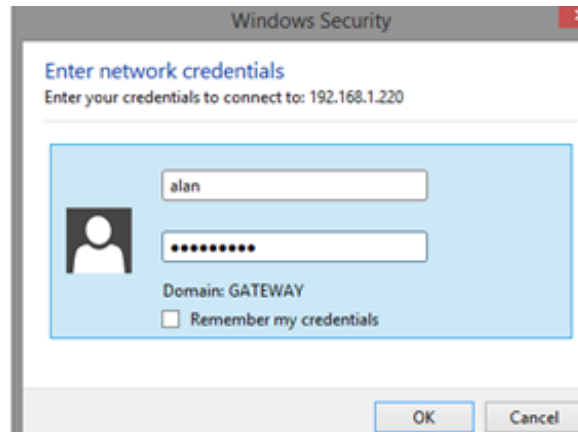 Windows Security
Enter network credentials
Enter your credentials to connect to: 192.168.1.220
alan
•••••••••
Domain: GATEWAY
Remember my credentials
OK
Cancel